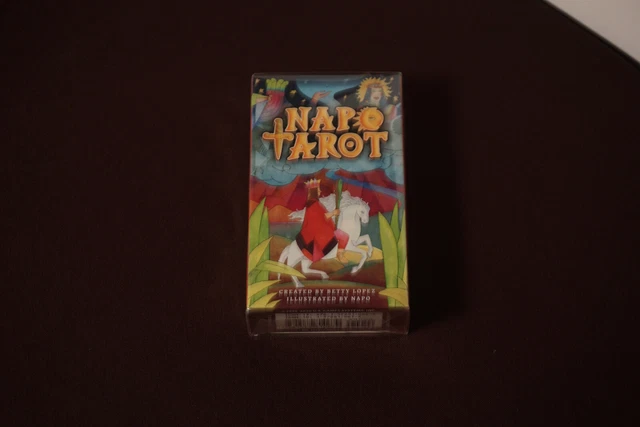 NAPO
TAROT
CREATED BY BETTY LOPEZ
ILLUSTRATED BY NAPO